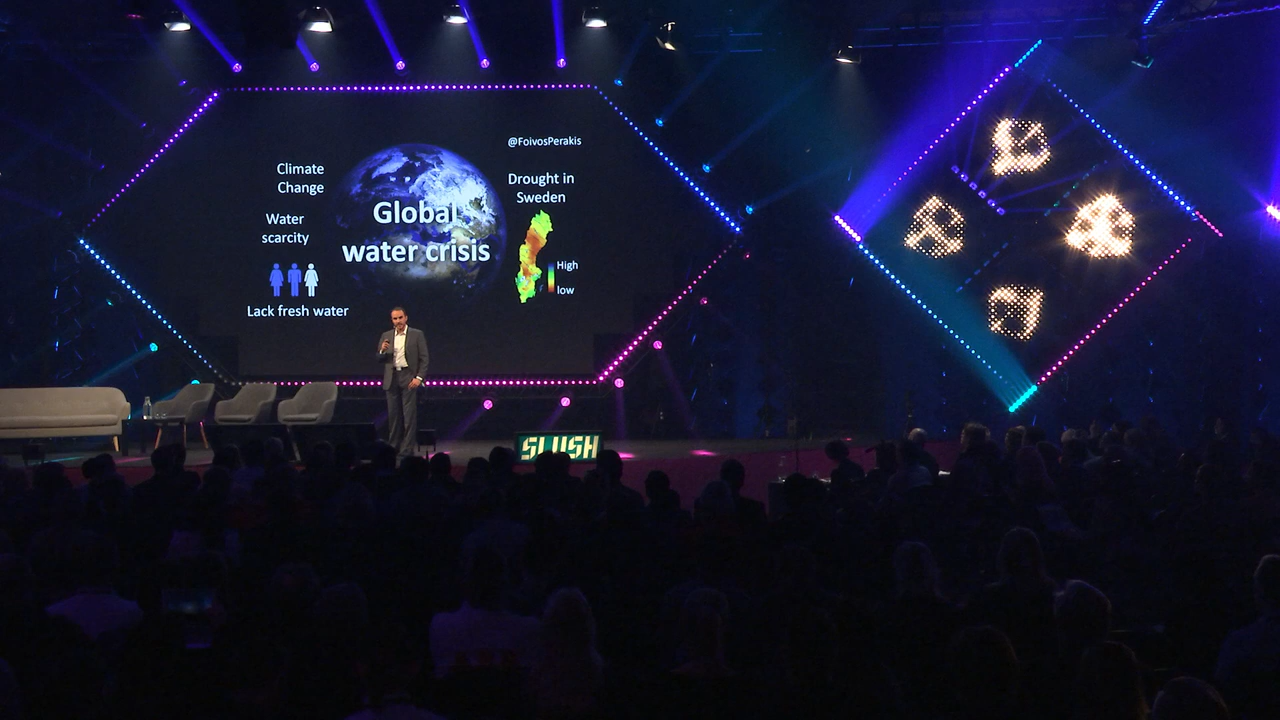 @FoivosPerakis
Climate
Change
Drought in
Sweden
Global
water crisis
Water
scarcity
High
low
Lack fresh water
SLUSH